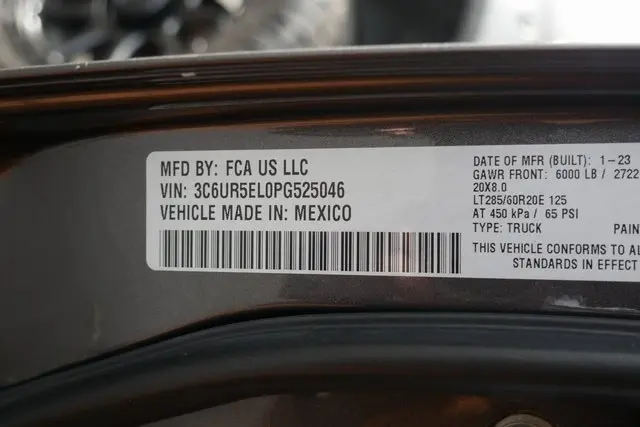 MFD BY: FCA US LLC
VIN: 3C6UR5EL0PG525046
VEHICLE MADE IN: MEXICO
DATE OF MFR (BUILT): 1-23
GAWR FRONT: 6000 LB / 2722
20X8.0
LT285/60R20E 125
AT 450 kPa / 65 PSI
TYPE: TRUCK
THIS VEHICLE CONFORMS TO
STANDARDS IN EFFECT